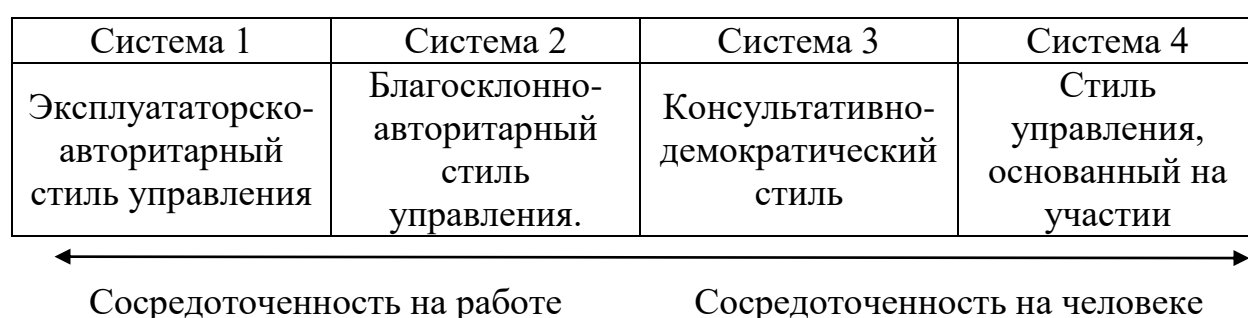 Система 1 Система 2 Система 3 Система 4
Эксплуататорско-
авторитарный
стиль управления
Благосклонно-
авторитарный
стиль
управления.
Консультативно-
демократический
стиль
Стиль
управления,
основанный на
участии
Сосредоточенность на работе Сосредоточенность на человеке